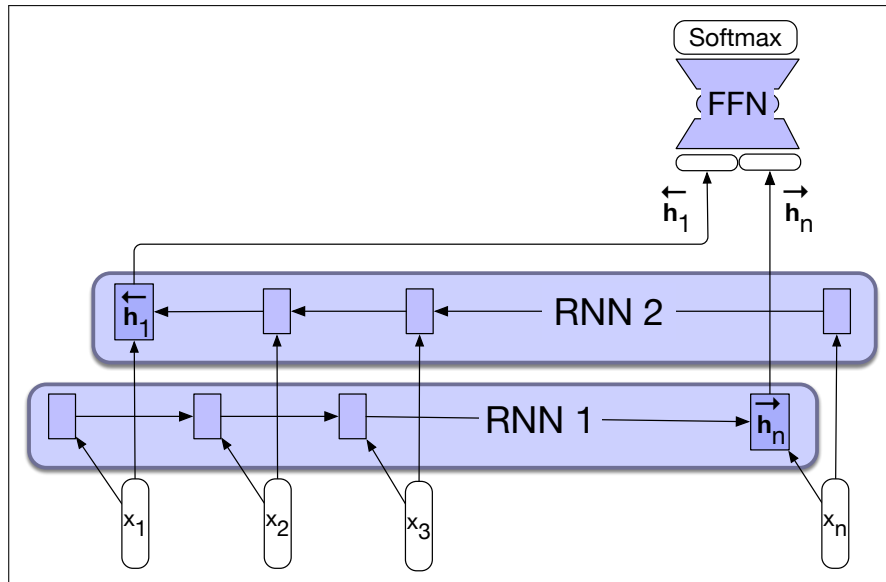 Softmax
FFN
←h₁ →hₙ
←h₁ RNN 2
RNN 1 →hₙ
x₁ x₂ x₃ xₙ